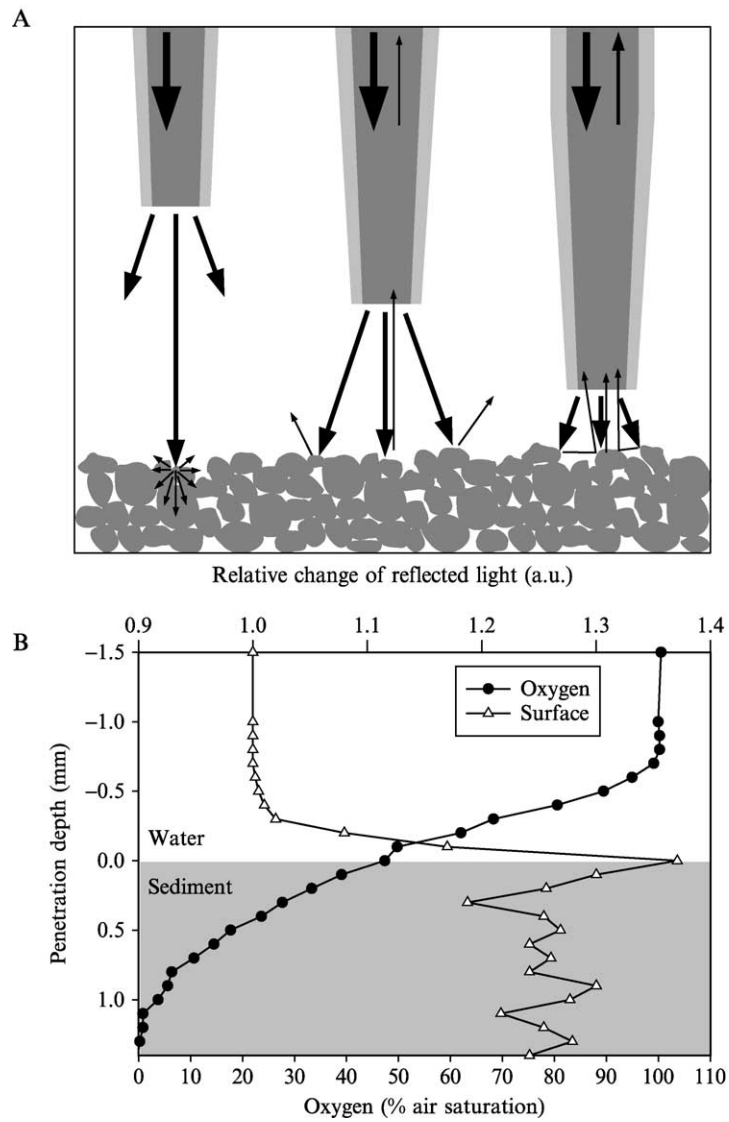 A
Relative change of reflected light (a.u.)
B
0.9 1.0 1.1 1.2 1.3 1.4
–1.5
Oxygen
Surface
–1.0
–0.5
Penetration depth (mm)
Water
0.0
Sediment
0.5
1.0
0 10 20 30 40 50 60 70 80 90 100 110
Oxygen (% air saturation)